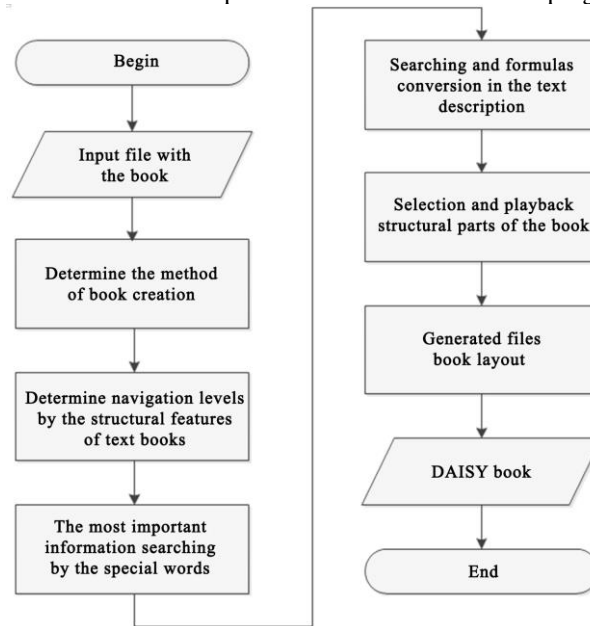 Begin
Input file with
the book
Determine the method
of book creation
Determine navigation levels
by the structural features
of text books
The most important
information searching
by the special words
Searching and formulas
conversion in the text
description
Selection and playback
structural parts of the book
Generated files
book layout
DAISY book
End